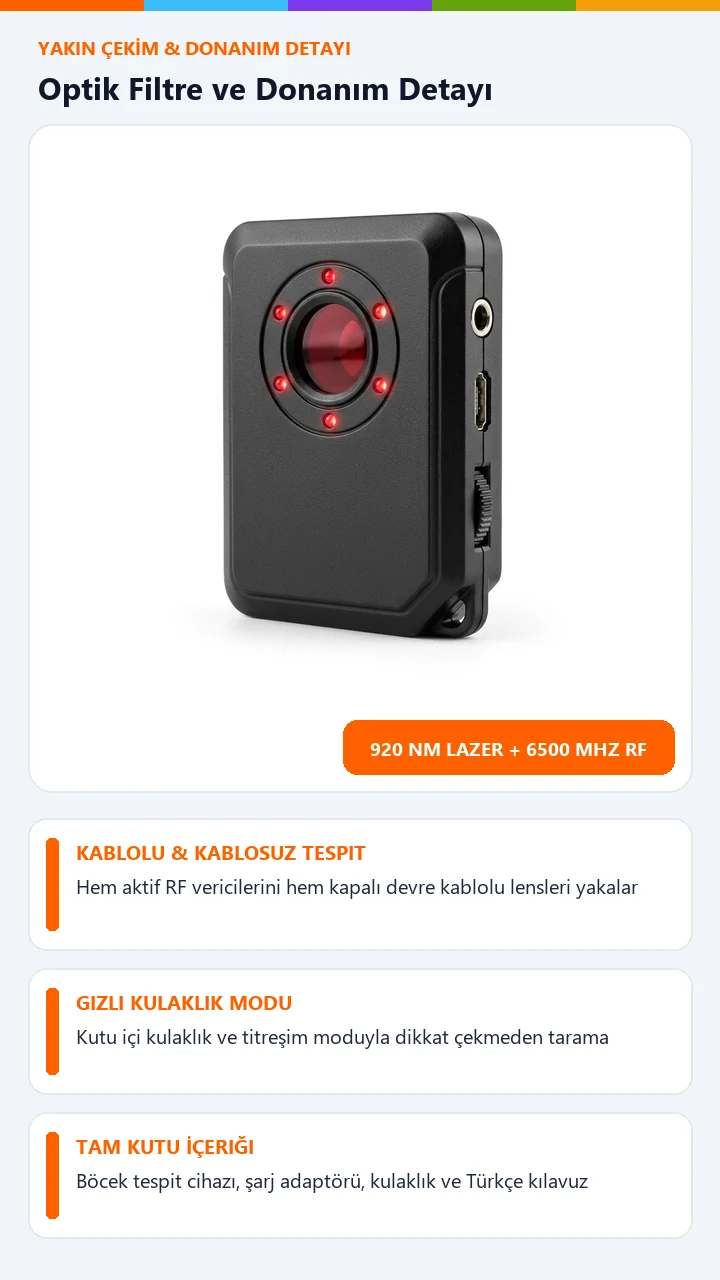 YAKIN ÇEKİM & DONANIM DETAYI
Optik Filtre ve Donanım Detayı
920 NM LAZER + 6500 MHZ RF
KABLOLU & KABLOSUZ TESPIT
Hem aktif RF vericilerini hem kapalı devre kablolu lensleri yakalar
GIZLI KULAKLIK MODU
Kutu içi kulaklık ve titreşim moduyla dikkat çekmeden tarama
TAM KUTU İÇERIĞI
Böcek tespit cihazı, şarj adaptörü, kulaklık ve Türkçe kılavuz